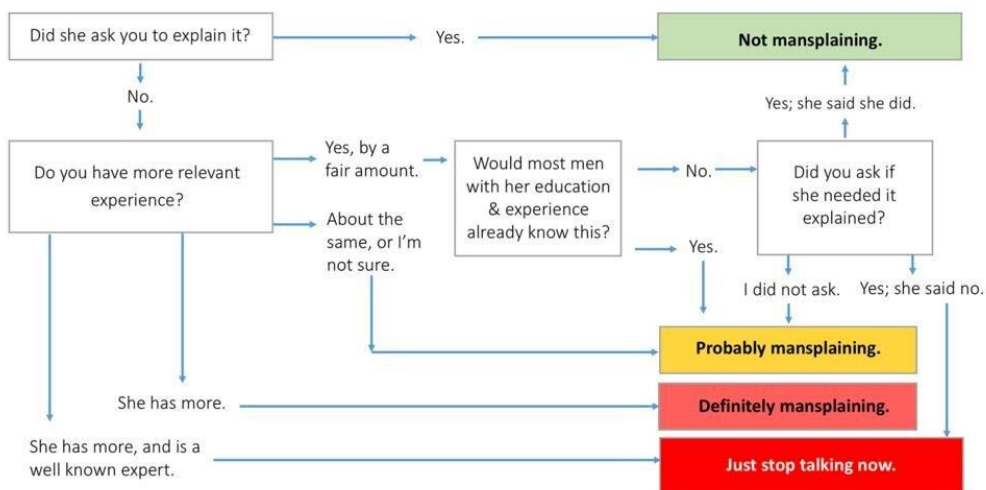 Did she ask you to explain it?
Yes.
Not mansplaining.
No.
Yes; she said she did.
Do you have more relevant
experience?
Yes, by a
fair amount.
Would most men
with her education
& experience
already know this?
No.
Did you ask if
she needed it
explained?
About the
same, or I'm
not sure.
Yes.
I did not ask.
Yes; she said no.
Probably mansplaining.
She has more.
Definitely mansplaining.
She has more, and is a
well known expert.
Just stop talking now.